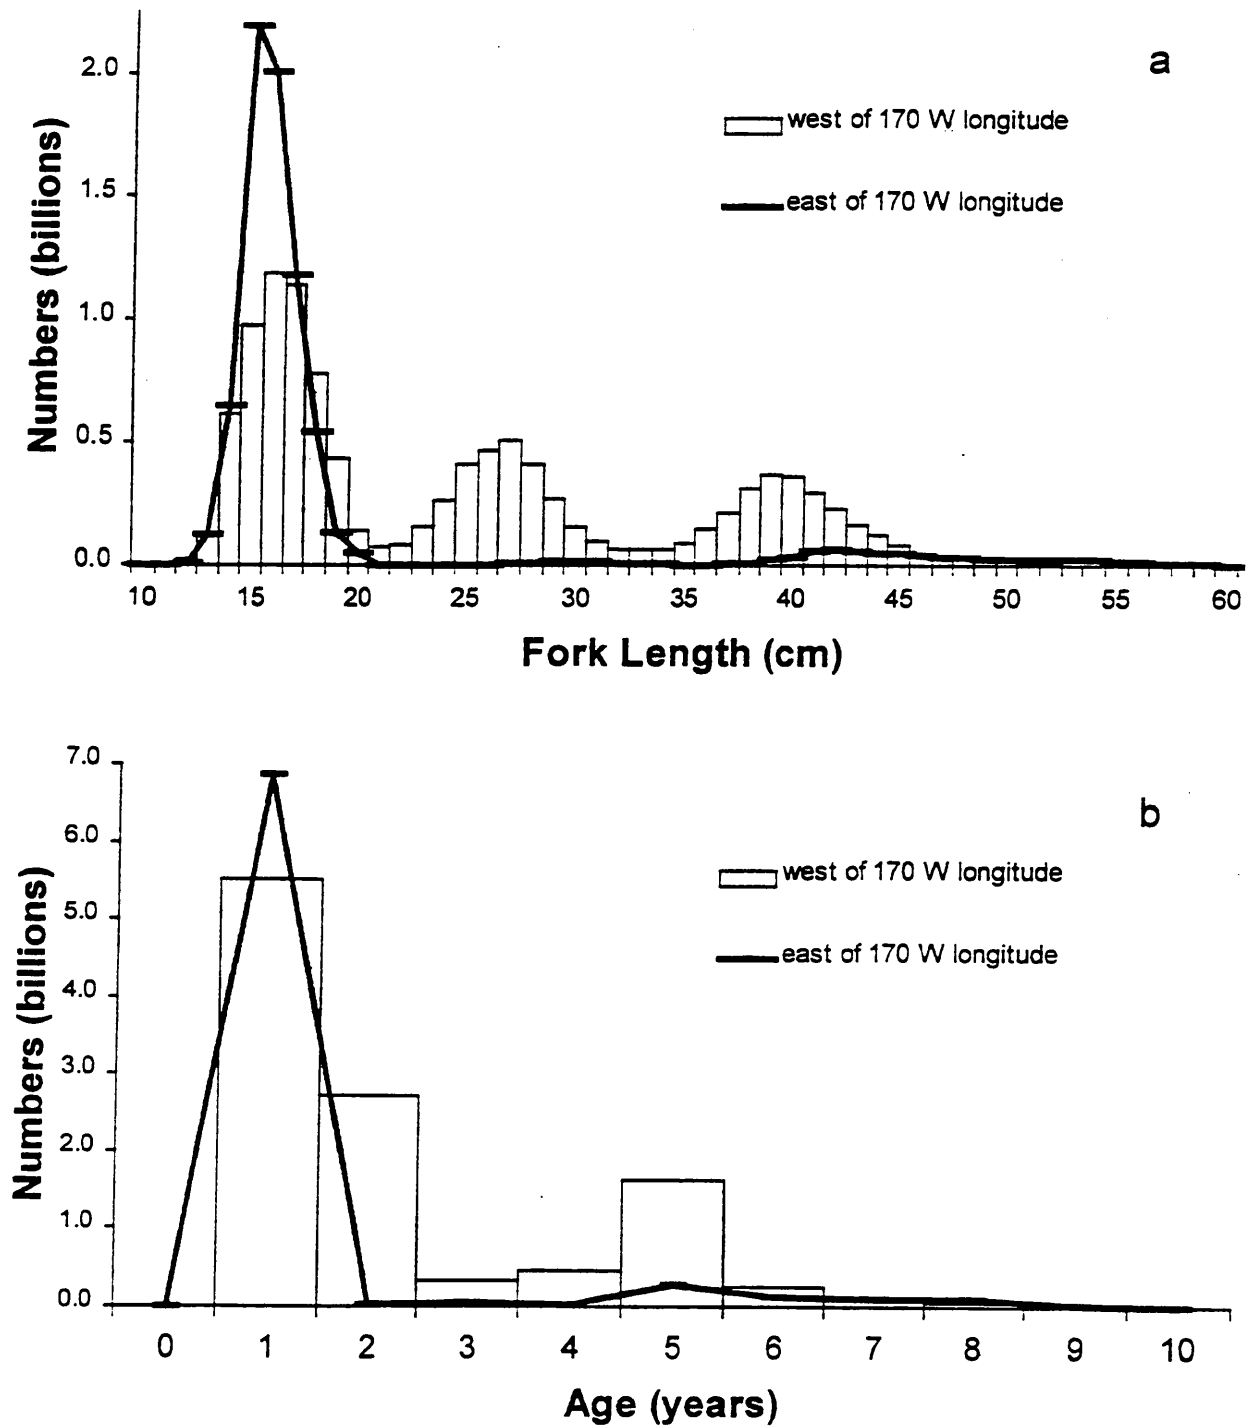 a
2.0
1.5
1.0
0.5
0.0
Numbers (billions)
west of 170 W longitude
east of 170 W longitude
10 15 20 25 30 35 40 45 50 55 60
Fork Length (cm)
b
7.0
6.0
5.0
4.0
3.0
2.0
1.0
0.0
Numbers (billions)
west of 170 W longitude
east of 170 W longitude
0 1 2 3 4 5 6 7 8 9 10
Age (years)